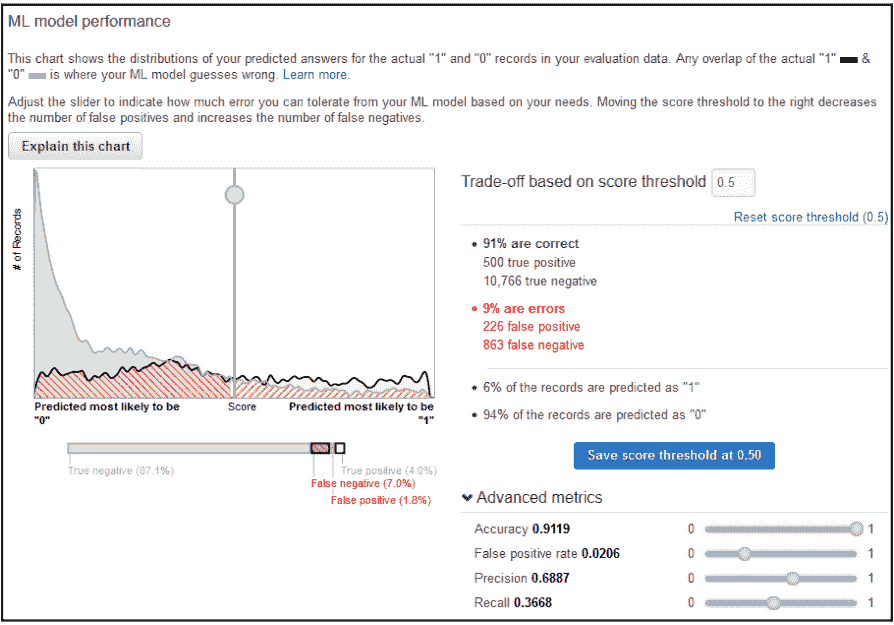 ML model performance
This chart shows the distributions of your predicted answers for the actual "1" and "0" records in your evaluation data. Any overlap of the actual "1" &
"0" is where your ML model guesses wrong. Learn more.
Adjust the slider to indicate how much error you can tolerate from your ML model based on your needs. Moving the score threshold to the right decreases
the number of false positives and increases the number of false negatives.
Explain this chart
# of Records
Predicted most likely to be
"0"
Score
Predicted most likely to be
"1"
True negative (87.1%)
True positive (4.0%)
False negative (7.0%)
False positive (1.8%)
Trade-off based on score threshold 0.5
Reset score threshold (0.5)
• 91% are correct
500 true positive
10,766 true negative
• 9% are errors
226 false positive
863 false negative
• 6% of the records are predicted as "1"
• 94% of the records are predicted as "0"
Save score threshold at 0.50
Advanced metrics
Accuracy 0.9119 0 1
False positive rate 0.0206 0 1
Precision 0.6887 0 1
Recall 0.3668 0 1